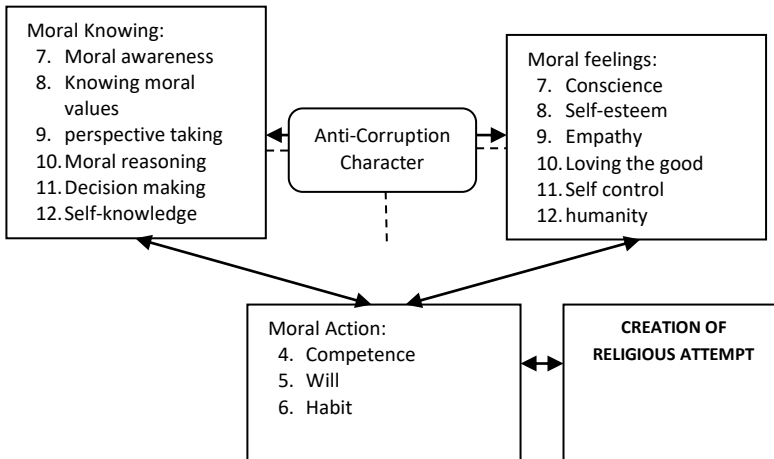 Moral Knowing:
7. Moral awareness
8. Knowing moral
values
9. perspective taking
10. Moral reasoning
11. Decision making
12. Self-knowledge
Anti-Corruption
Character
Moral feelings:
7. Conscience
8. Self-esteem
9. Empathy
10. Loving the good
11. Self control
12. humanity
Moral Action:
4. Competence
5. Will
6. Habit
CREATION OF
RELIGIOUS ATTEMPT